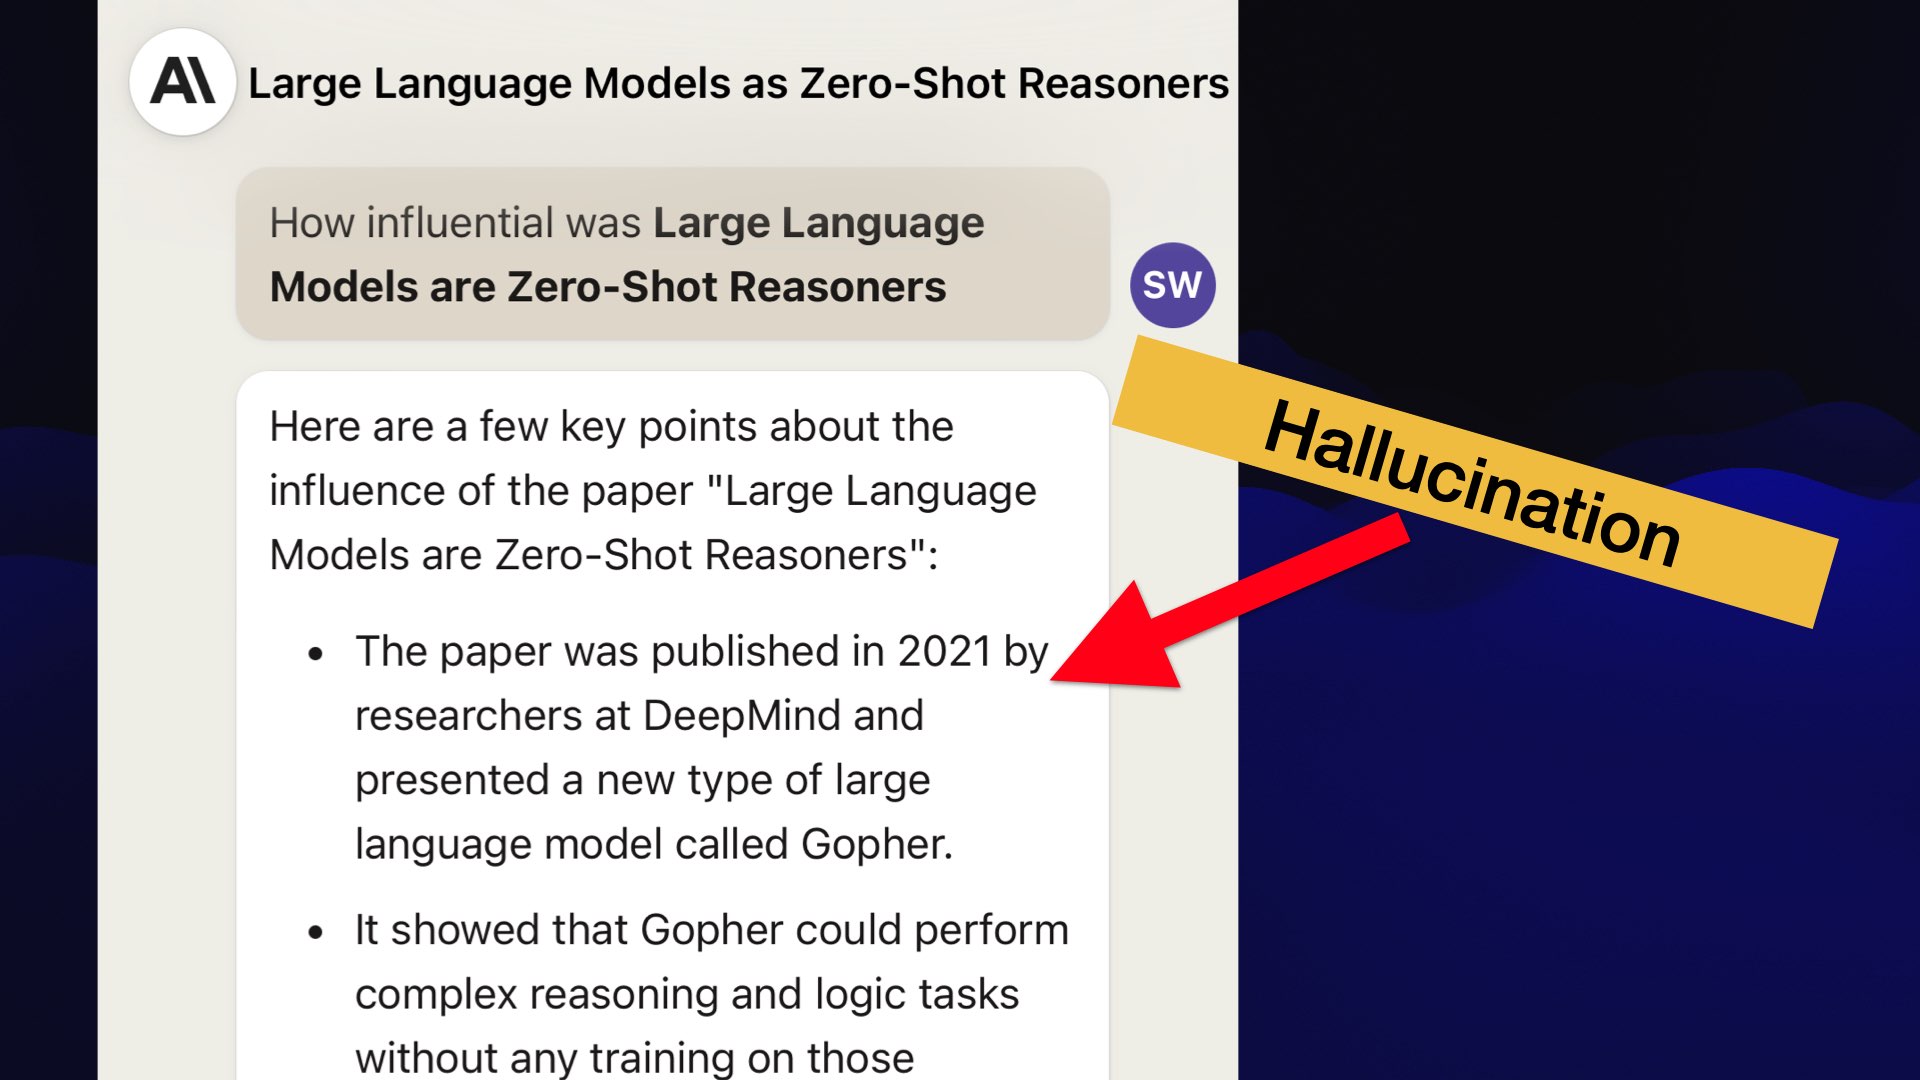 A\
Large Language Models as Zero-Shot Reasoners
How influential was Large Language
Models are Zero-Shot Reasoners
SW
Hallucination
Here are a few key points about the
influence of the paper "Large Language
Models are Zero-Shot Reasoners":
• The paper was published in 2021 by
researchers at DeepMind and
presented a new type of large
language model called Gopher.
• It showed that Gopher could perform
complex reasoning and logic tasks
without any training on those